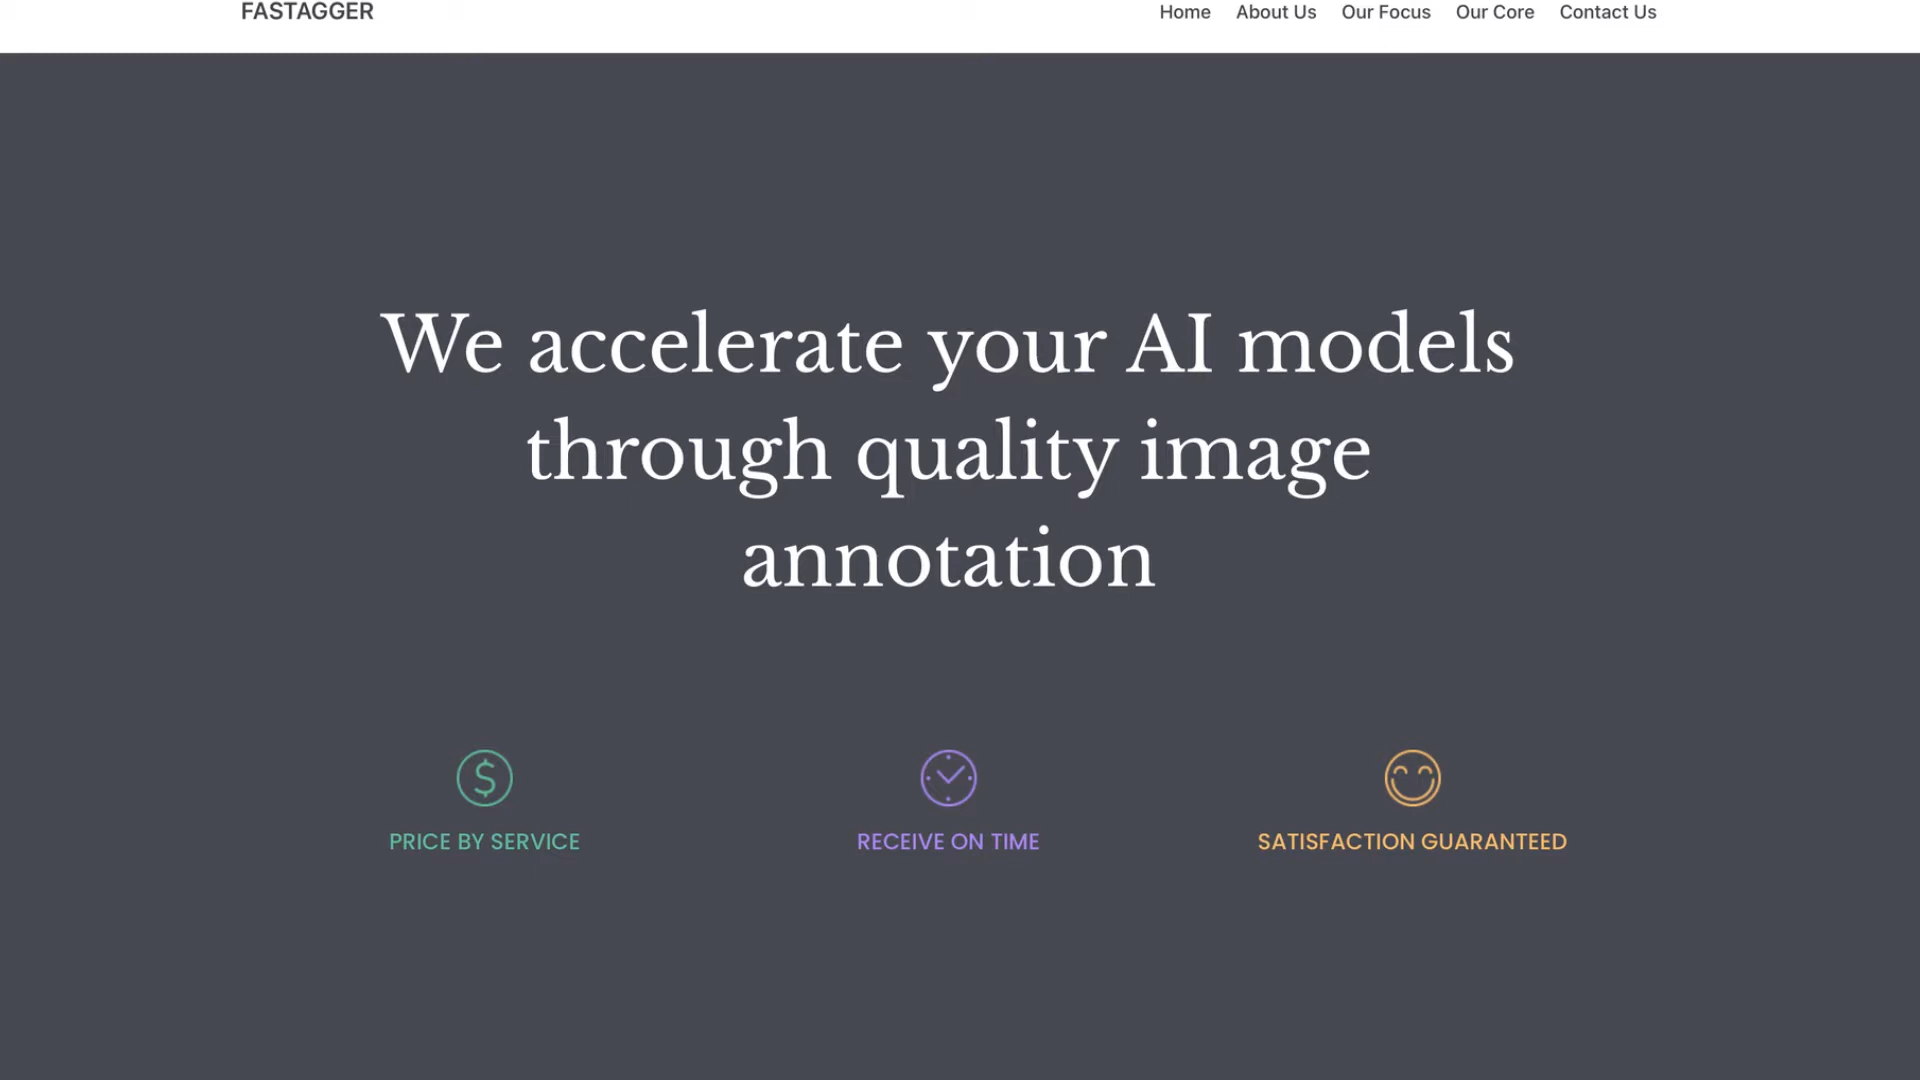 FASTAGGER
Home About Us Our Focus Our Core Contact Us
We accelerate your AI models
through quality image
annotation
PRICE BY SERVICE
RECEIVE ON TIME
SATISFACTION GUARANTEED